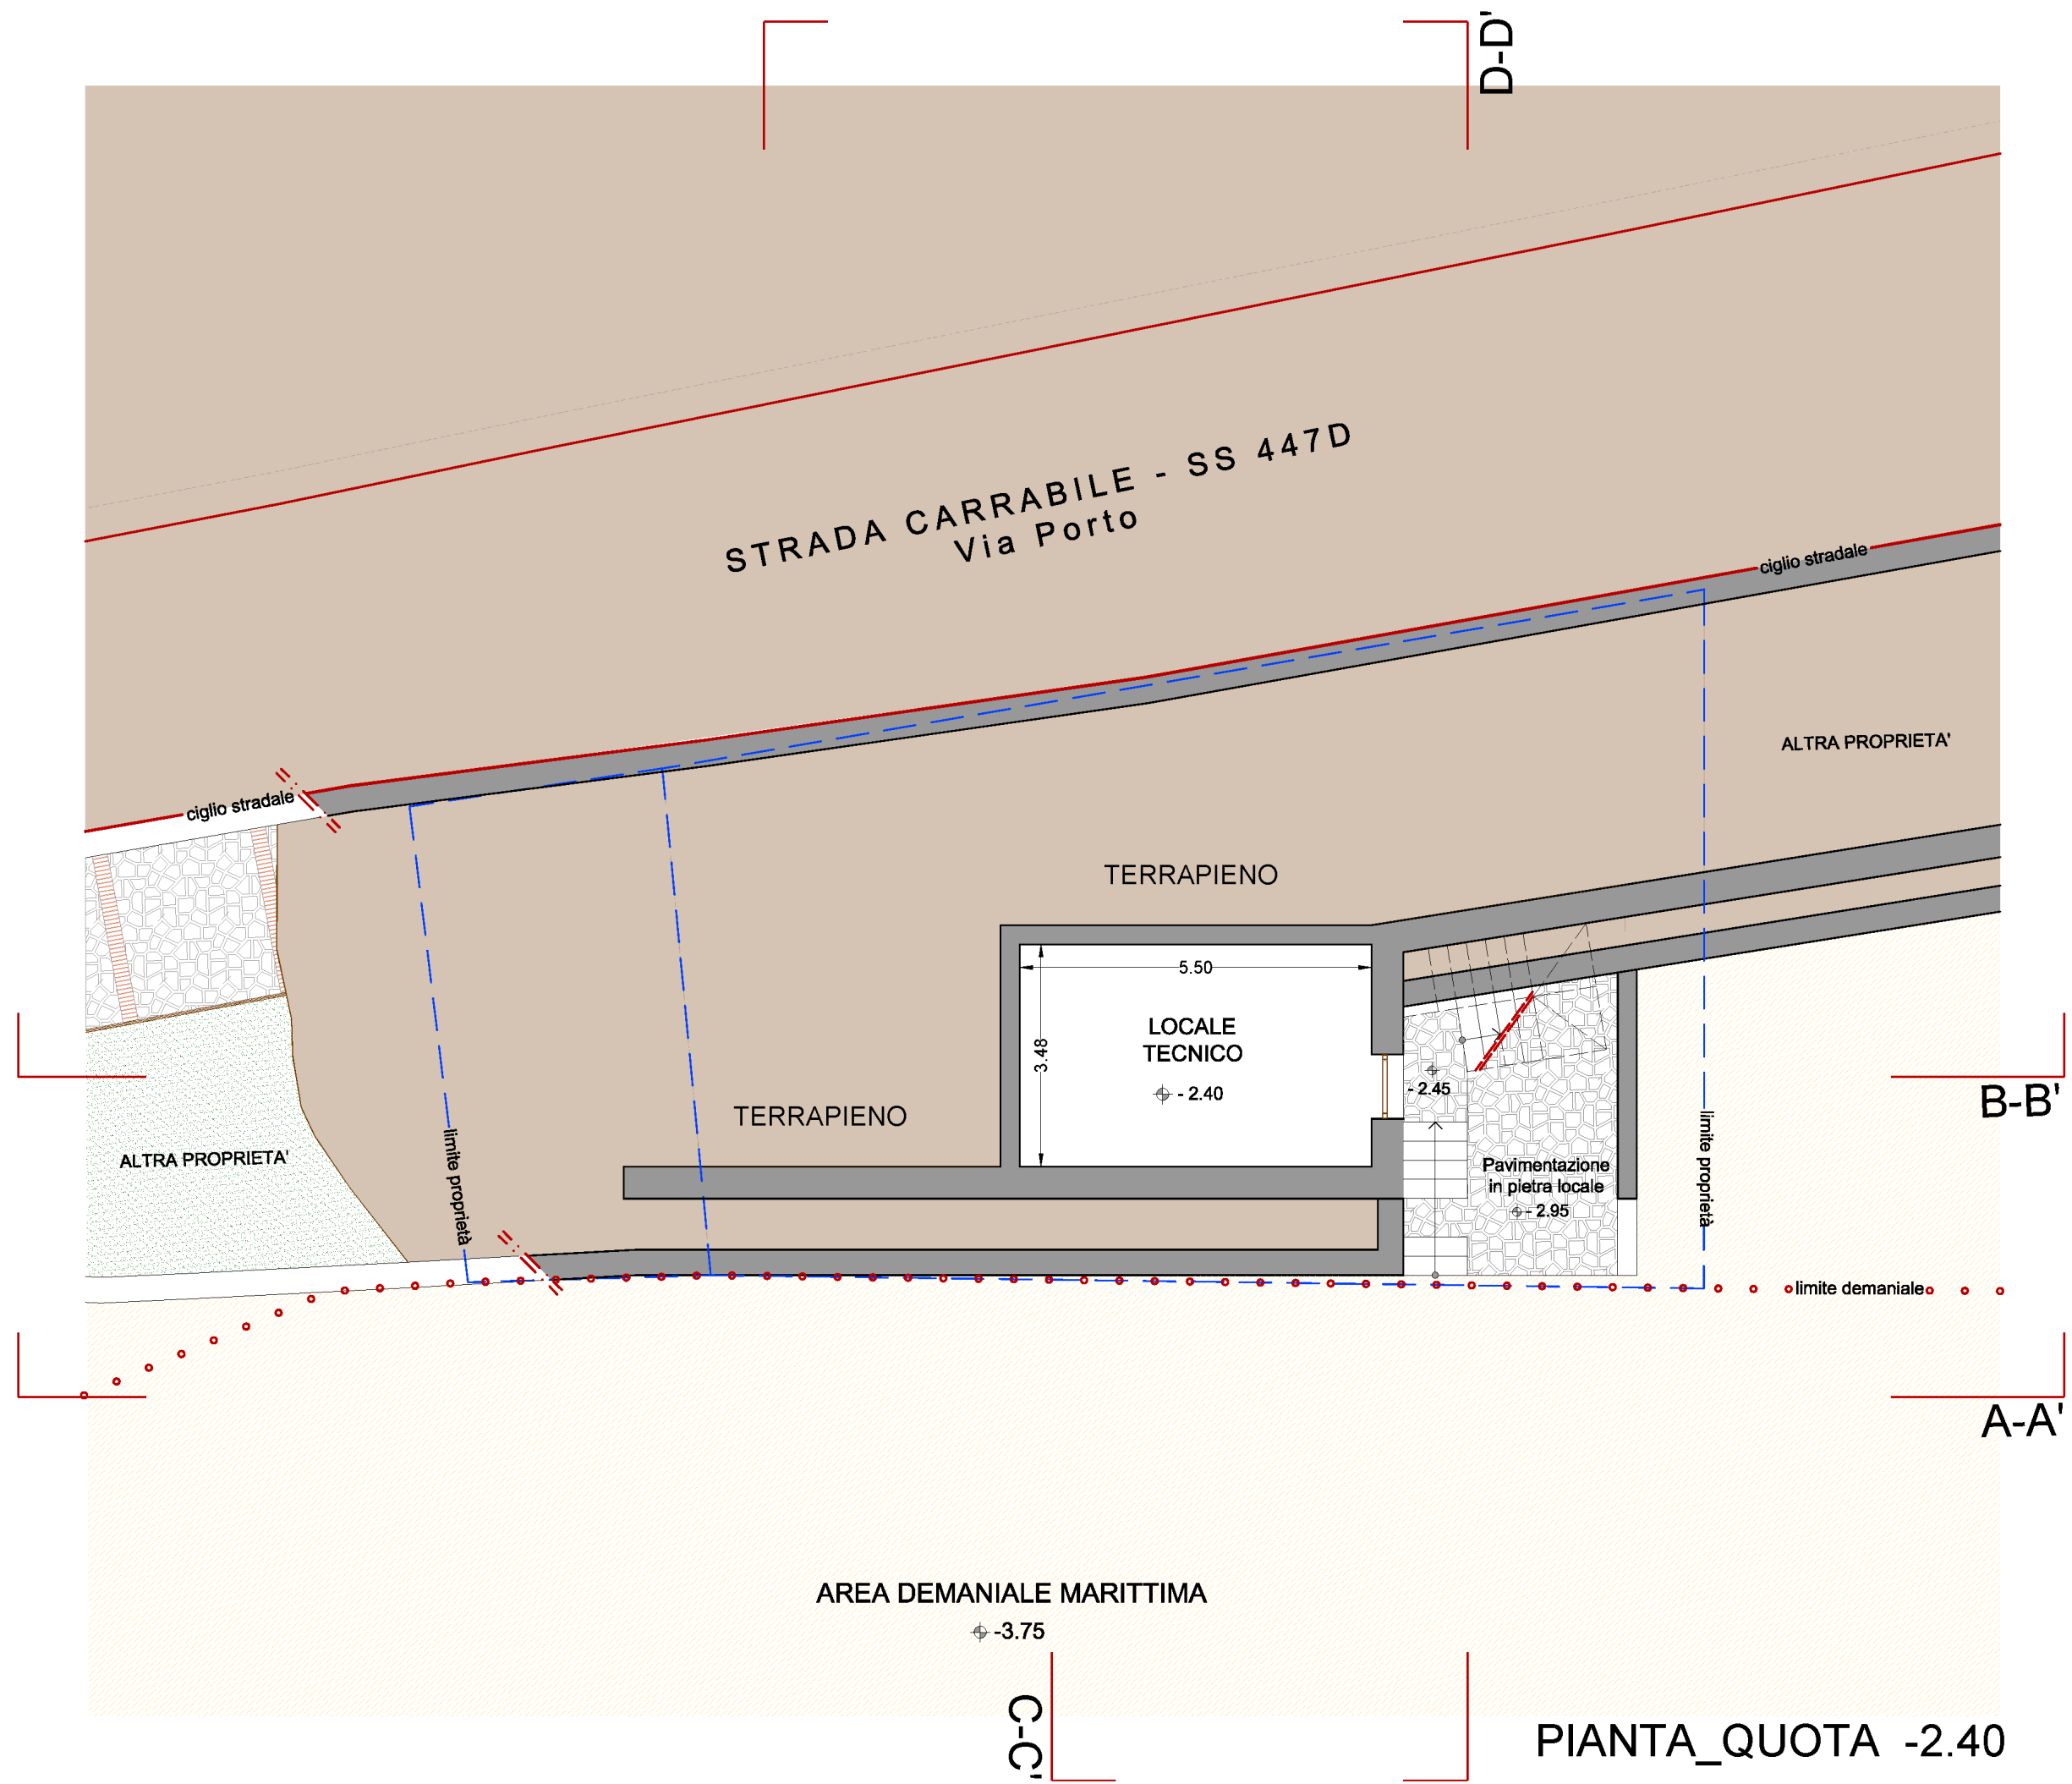 D-D'
STRADA CARRABILE - SS 447D
Via Porto
ciglio stradale
ALTRA PROPRIETA'
ciglio stradale
TERRAPIENO
5.50
3.48
LOCALE
TECNICO
- 2.40
- 2.45
B-B'
TERRAPIENO
ALTRA PROPRIETA'
limite proprietà
limite proprietà
Pavimentazione
in pietra locale
- 2.95
limite demaniale
A-A'
AREA DEMANIALE MARITTIMA
-3.75
C-C'
PIANTA_QUOTA -2.40